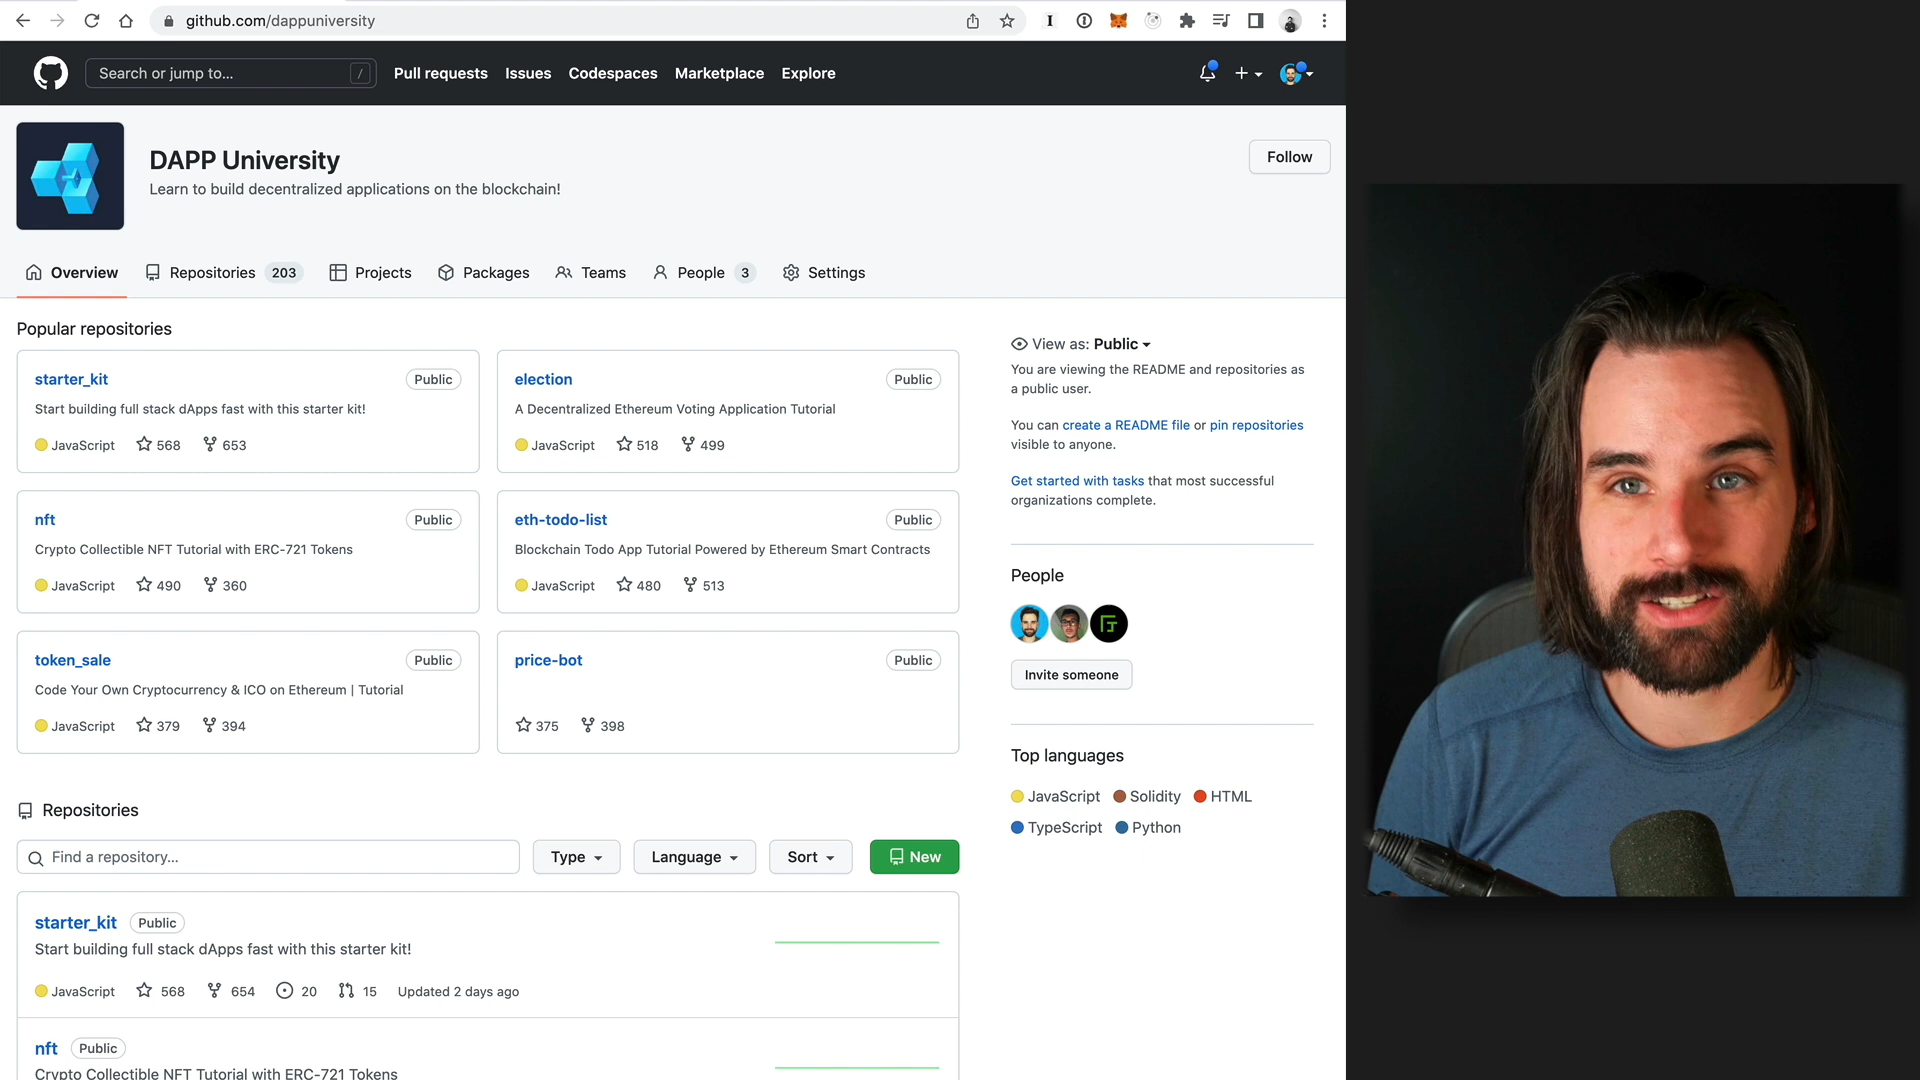 github.com/dappuniversity
Search or jump to... /
Pull requests Issues Codespaces Marketplace Explore
DAPP University
Learn to build decentralized applications on the blockchain!
Follow
Overview Repositories 203 Projects Packages Teams People 3 Settings
Popular repositories
starter_kit Public
Start building full stack dApps fast with this starter kit!
JavaScript 568 653
election Public
A Decentralized Ethereum Voting Application Tutorial
JavaScript 518 499
nft Public
Crypto Collectible NFT Tutorial with ERC-721 Tokens
JavaScript 490 360
eth-todo-list Public
Blockchain Todo App Tutorial Powered by Ethereum Smart Contracts
JavaScript 480 513
token_sale Public
Code Your Own Cryptocurrency & ICO on Ethereum | Tutorial
JavaScript 379 394
price-bot Public
375 398
View as: Public
You are viewing the README and repositories as
a public user.
You can create a README file or pin repositories
visible to anyone.
Get started with tasks that most successful
organizations complete.
People
Invite someone
Top languages
JavaScript Solidity HTML
TypeScript Python
Repositories
Find a repository... Type Language Sort New
starter_kit Public
Start building full stack dApps fast with this starter kit!
JavaScript 568 654 20 15 Updated 2 days ago
nft Public
Crypto Collectible NFT Tutorial with ERC-721 Tokens